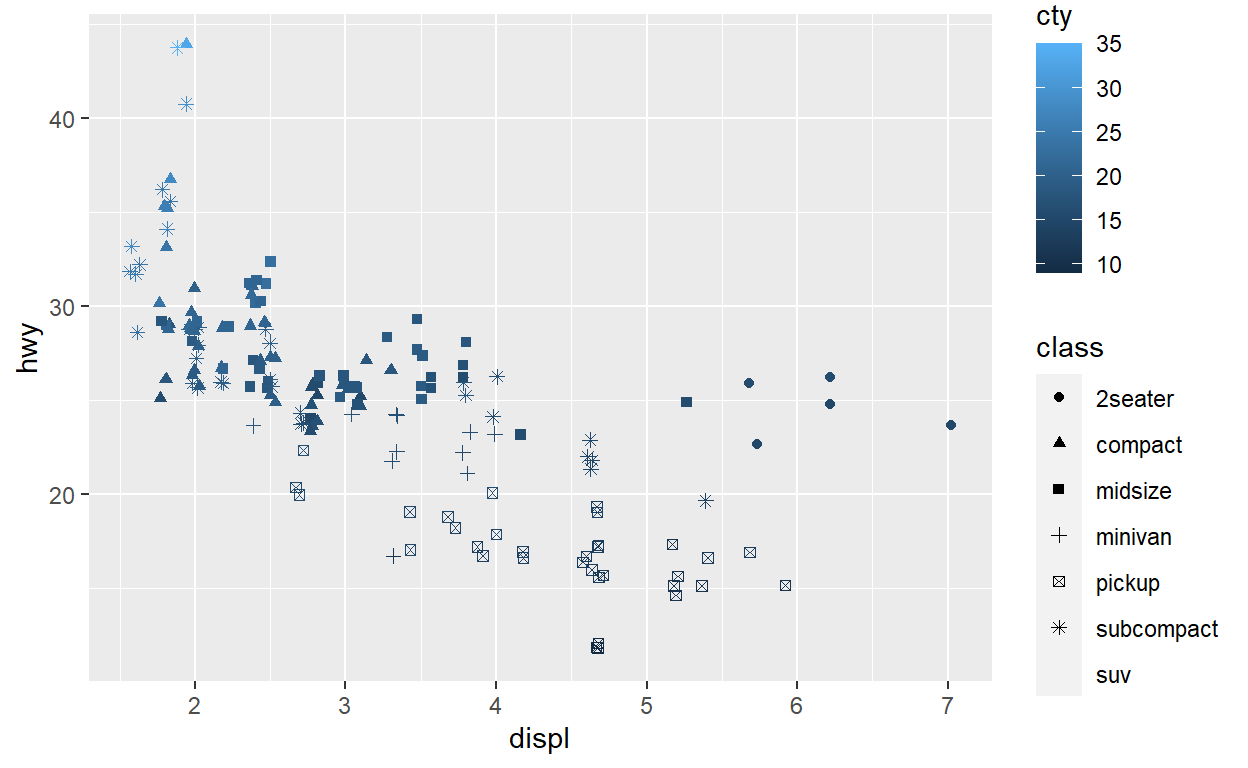 cty
35
30
25
20
15
10
class
2seater
compact
midsize
minivan
pickup
subcompact
suv
hwy
40
30
20
2 3 4 5 6 7
displ